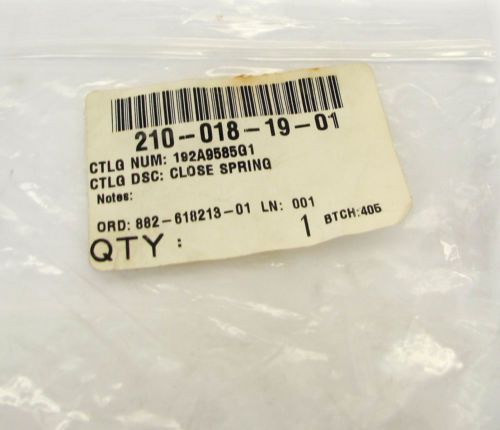 210-018-19-01
CTLG NUM: 192A9585G1
CTLG DSC: CLOSE SPRING
Notes:
ORD: 882-618213-01 LN: 001
QTY: 1 BTCH:405